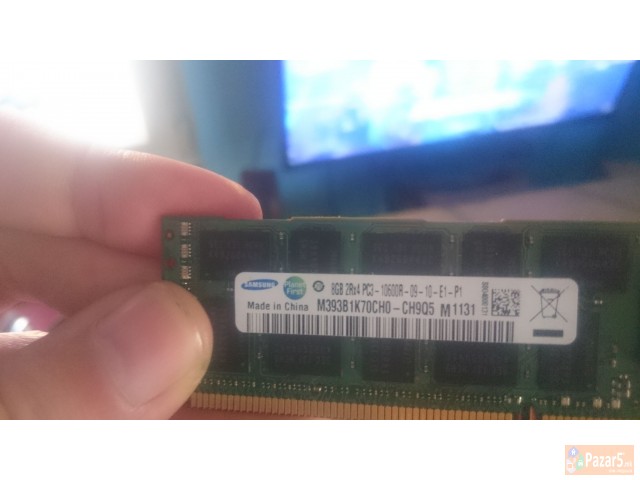 SAMSUNG
8GB 2Rx4 PC3-10600R-09-10-E1-P1
Made in China M393B1K70CH0-CH9Q5 M1131
Pazar5